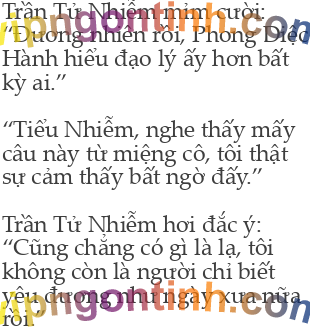 Trần Tử Nhiễm mỉm cười:
“Đương nhiên rồi, Phong Diệc
Hành hiểu đạo lý ấy hơn bất
kỳ ai.”
“Tiểu Nhiễm, nghe thấy mấy
câu này từ miệng cô, tôi thật
sự cảm thấy bất ngờ đấy.”
Trần Tử Nhiễm hơi đắc ý:
“Cũng chẳng có gì là lạ, tôi
không còn là người chỉ biết
yêu đương như ngày xưa nữa
rồi.
vipngontinh.com